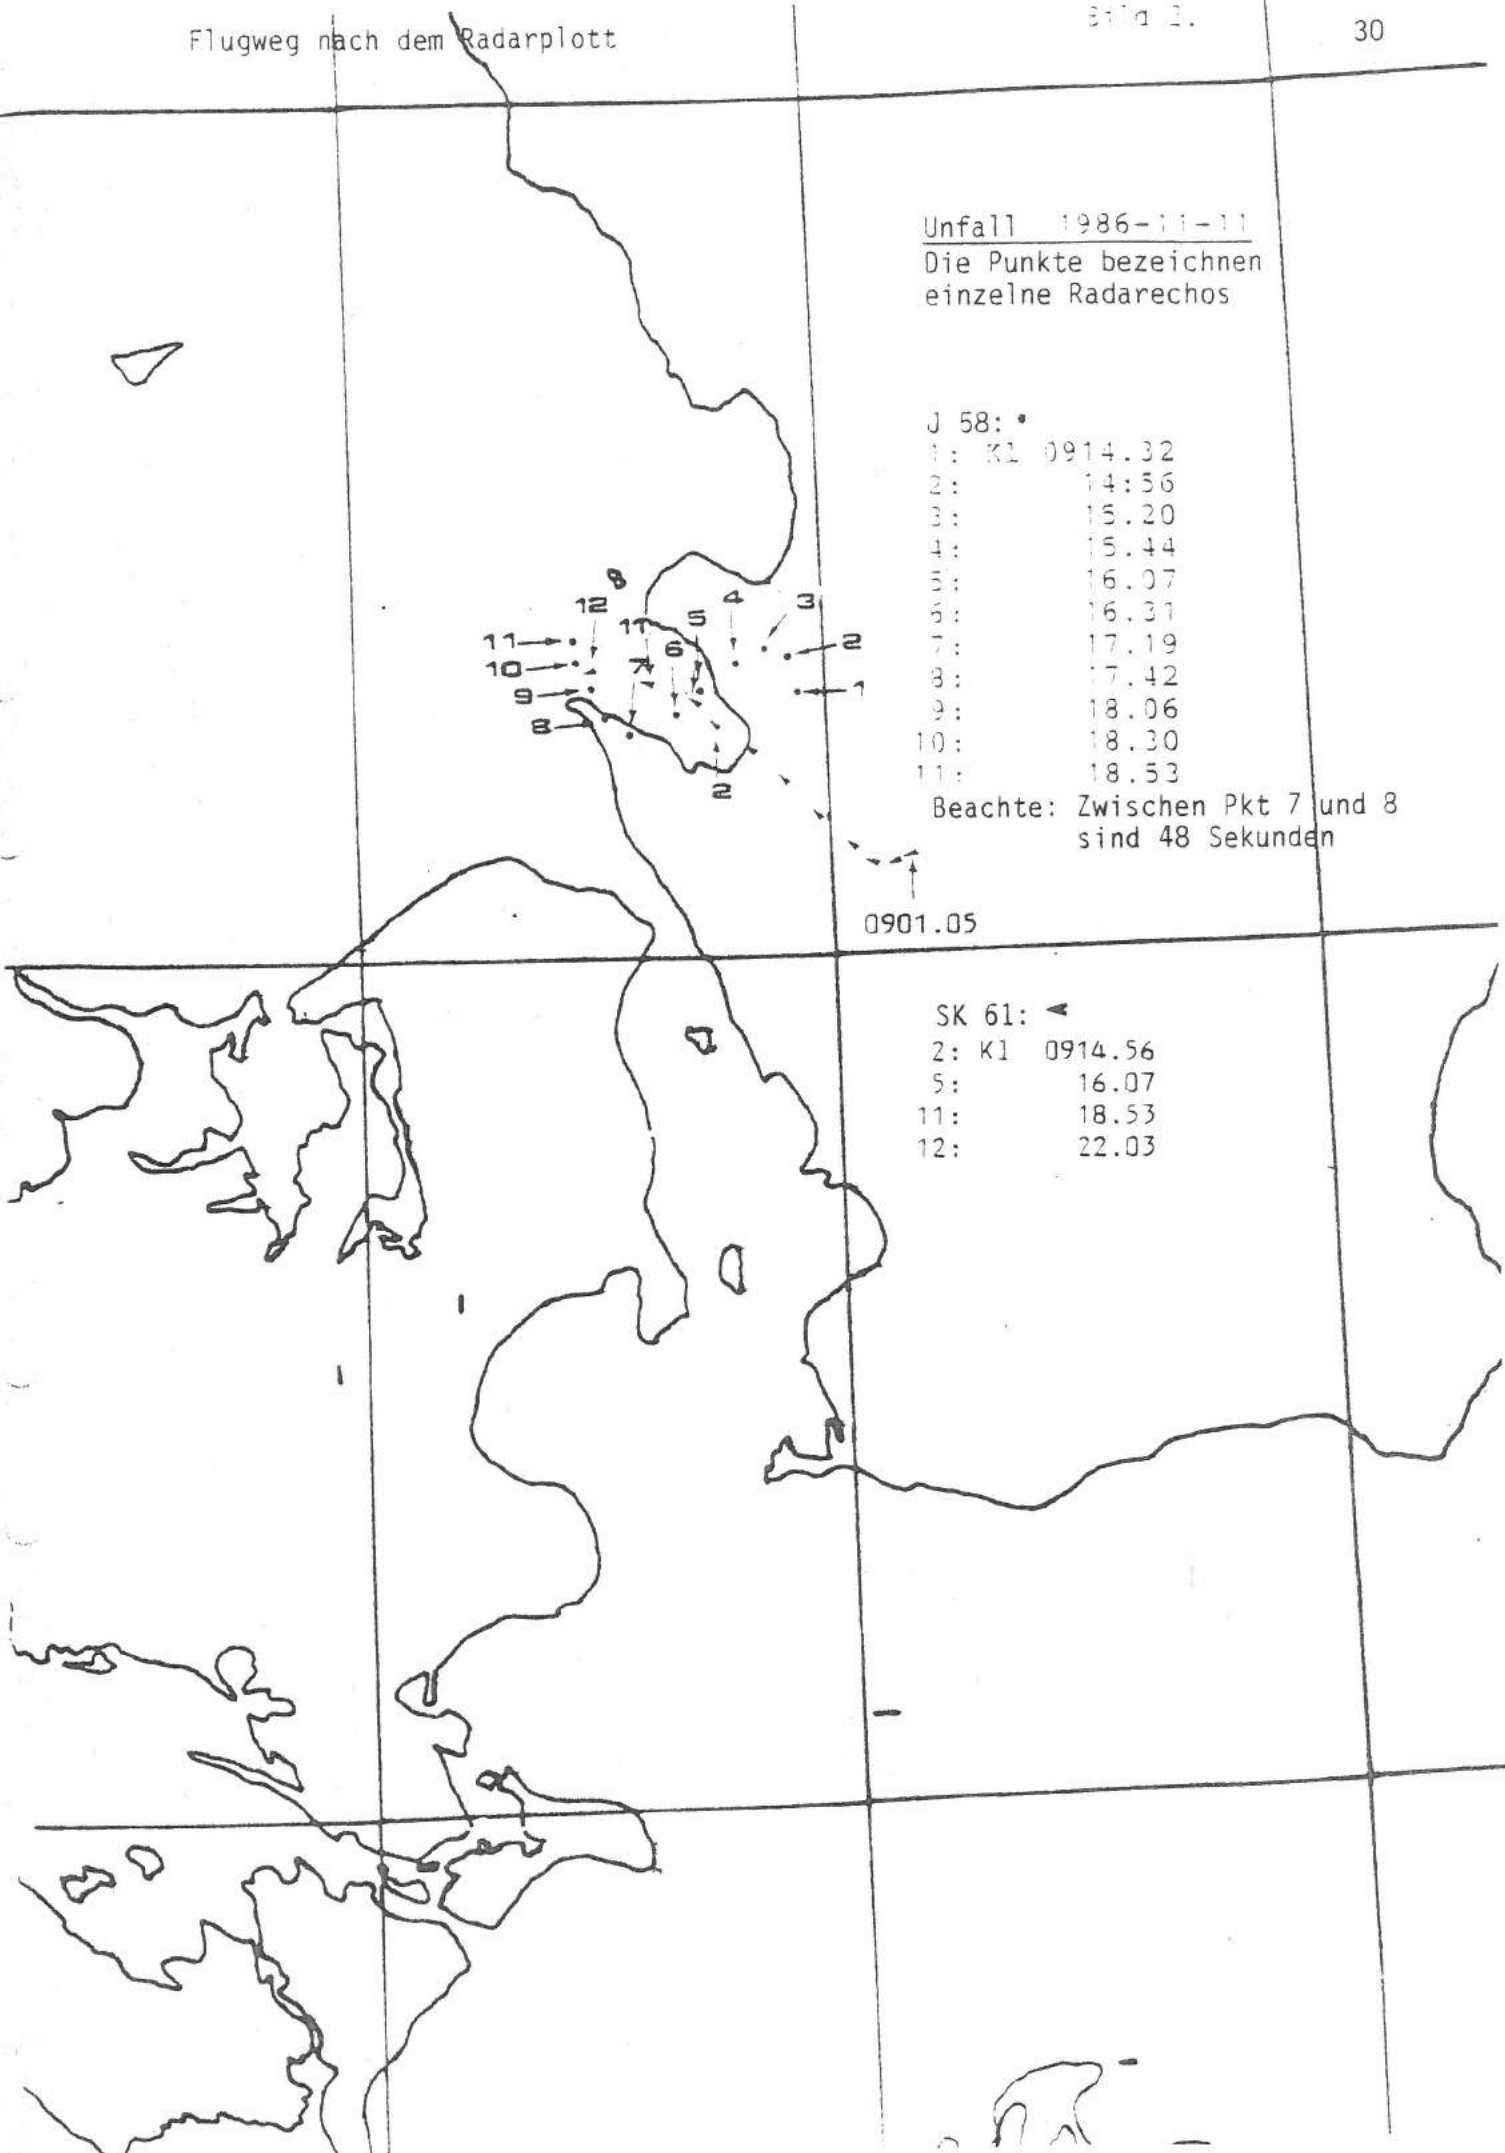 Bild 2.
Flugweg nach dem Radarplott
30
Unfall 1986-11-11
Die Punkte bezeichnen
einzelne Radarechos
J 58: •
1: Kl 0914.32
2: 14:56
3: 15.20
4: 15.44
5: 16.07
6: 16.31
7: 17.19
8: 17.42
9: 18.06
10: 18.30
11: 18.53
Beachte: Zwischen Pkt 7 und 8
sind 48 Sekunden
12
4
3
11
11
5
2
10
7
6
9
1
8
2
0901.05
SK 61: ◄
2: Kl 0914.56
5: 16.07
11: 18.53
12: 22.03